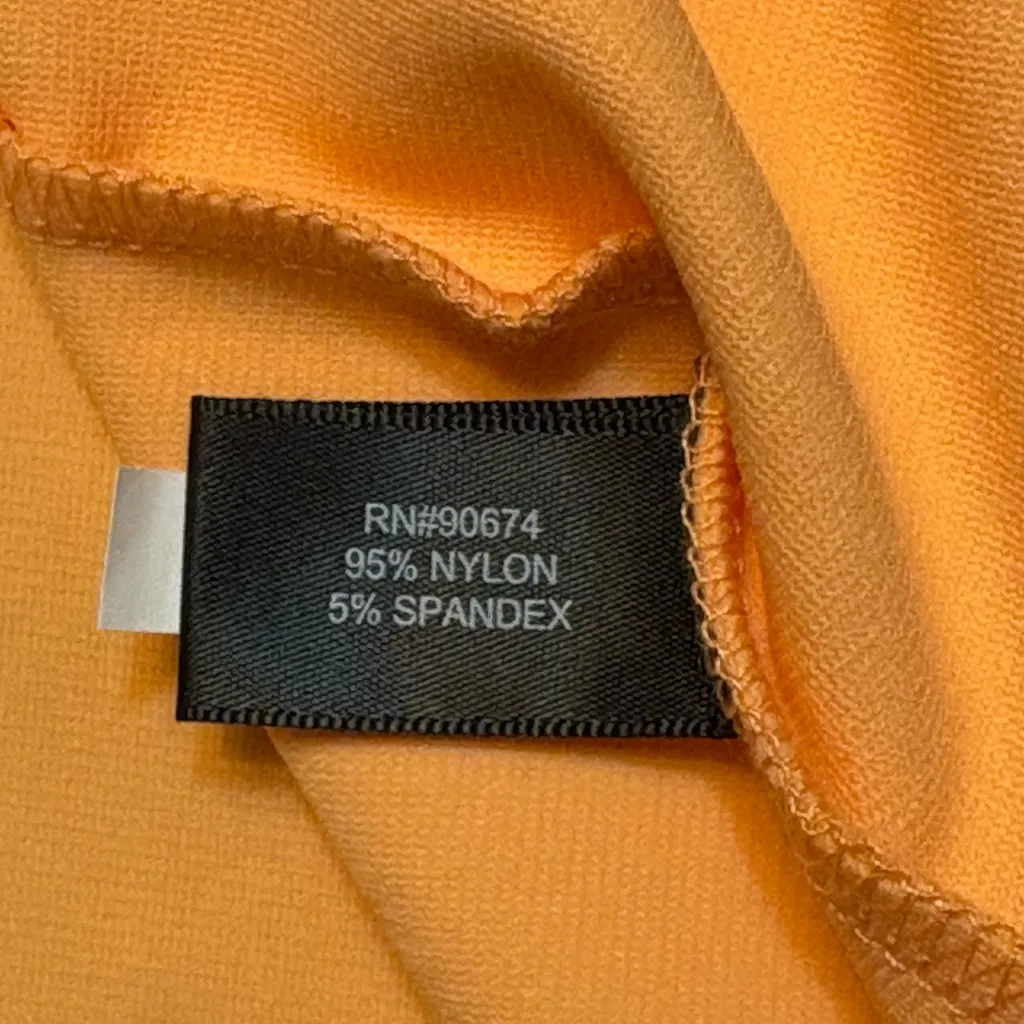 RN#90674
95% NYLON
5% SPANDEX